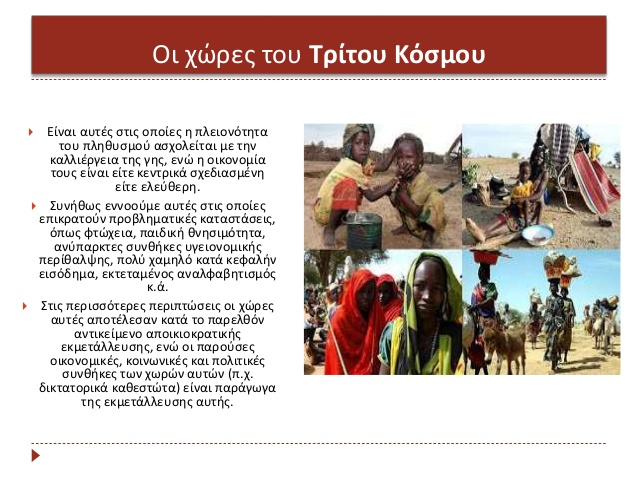 Οι χώρες του Τρίτου Κόσμου
Είναι αυτές στις οποίες η πλειονότητα
του πληθυσμού ασχολείται με την
καλλιέργεια της γης, ενώ η οικονομία
τους είναι είτε κεντρικά σχεδιασμένη
είτε ελεύθερη.
Συνήθως εννοούμε αυτές στις οποίες
επικρατούν προβληματικές καταστάσεις,
όπως φτώχεια, παιδική θνησιμότητα,
ανύπαρκτες συνθήκες υγειονομικής
περίθαλψης, πολύ χαμηλό κατά κεφαλήν
εισόδημα, εκτεταμένος αναλφαβητισμός
κ.ά.
Στις περισσότερες περιπτώσεις οι χώρες
αυτές αποτέλεσαν κατά το παρελθόν
αντικείμενο αποικιοκρατικής
εκμετάλλευσης, ενώ οι παρούσες
οικονομικές, κοινωνικές και πολιτικές
συνθήκες των χωρών αυτών (π.χ.
δικτατορικά καθεστώτα) είναι παράγωγα
της εκμετάλλευσης αυτής.